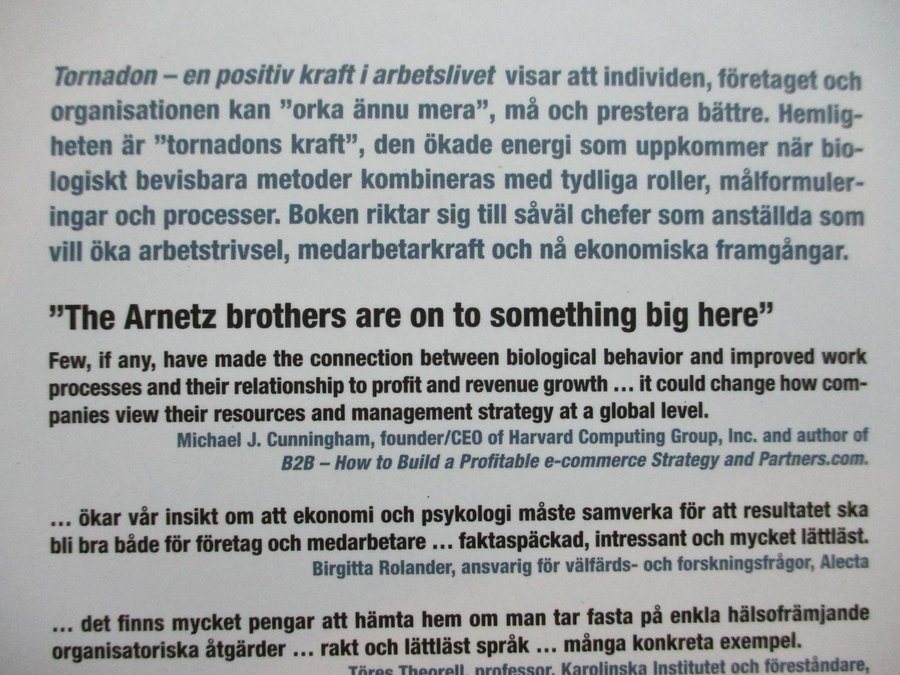 Tornadon – en positiv kraft i arbetslivet visar att individen, företaget och
organisationen kan ”orka ännu mera”, må och prestera bättre. Hemlig-
heten är ”tornadons kraft”, den ökade energi som uppkommer när bio-
logiskt bevisbara metoder kombineras med tydliga roller, målformuler-
ingar och processer. Boken riktar sig till såväl chefer som anställda som
vill öka arbetstrivsel, medarbetarkraft och nå ekonomiska framgångar.
”The Arnetz brothers are on to something big here”
Few, if any, have made the connection between biological behavior and improved work
processes and their relationship to profit and revenue growth … it could change how com-
panies view their resources and management strategy at a global level.
Michael J. Cunningham, founder/CEO of Harvard Computing Group, Inc. and author of
B2B – How to Build a Profitable e-commerce Strategy and Partners.com.
… ökar vår insikt om att ekonomi och psykologi måste samverka för att resultatet ska
bli bra både för företag och medarbetare … faktaspäckad, intressant och mycket lättläst.
Birgitta Rolander, ansvarig för välfärds- och forskningsfrågor, Alecta
… det finns mycket pengar att hämta hem om man tar fasta på enkla hälsofrämjande
organisatoriska åtgärder … rakt och lättläst språk … många konkreta exempel.
Töres Theorell, professor, Karolinska Institutet och föreståndare,